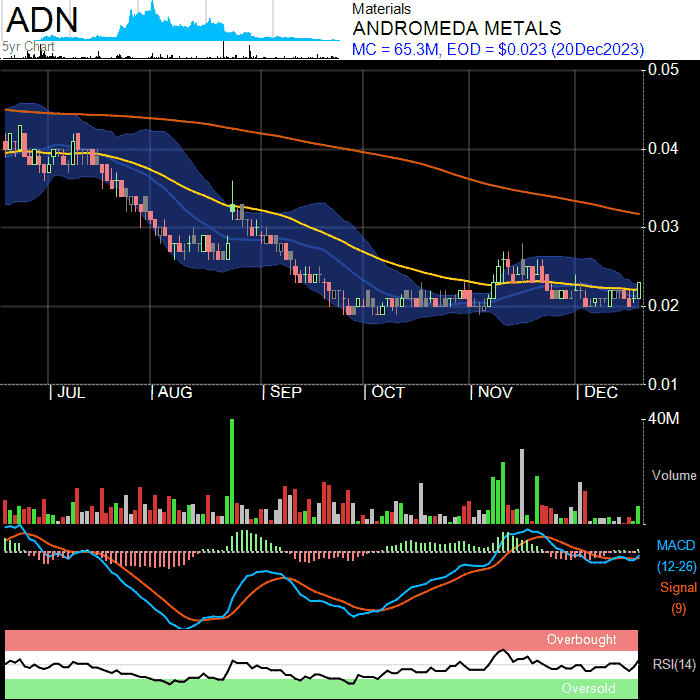 ADN
5yr Chart
Materials
ANDROMEDA METALS
MC = 65.3M, EOD = $0.023 (20Dec2023)
0.05
0.04
0.03
0.02
0.01
| JUL | AUG | SEP | OCT | NOV | DEC
40M
Volume
MACD
(12-26)
Signal
(9)
Overbought
RSI(14)
Oversold